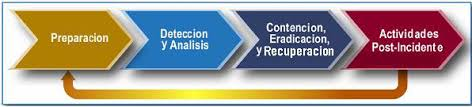 Preparacion
Deteccion
y Analisis
Contencion,
Eradicacion,
y Recuperacion
Actividades
Post-Incidente